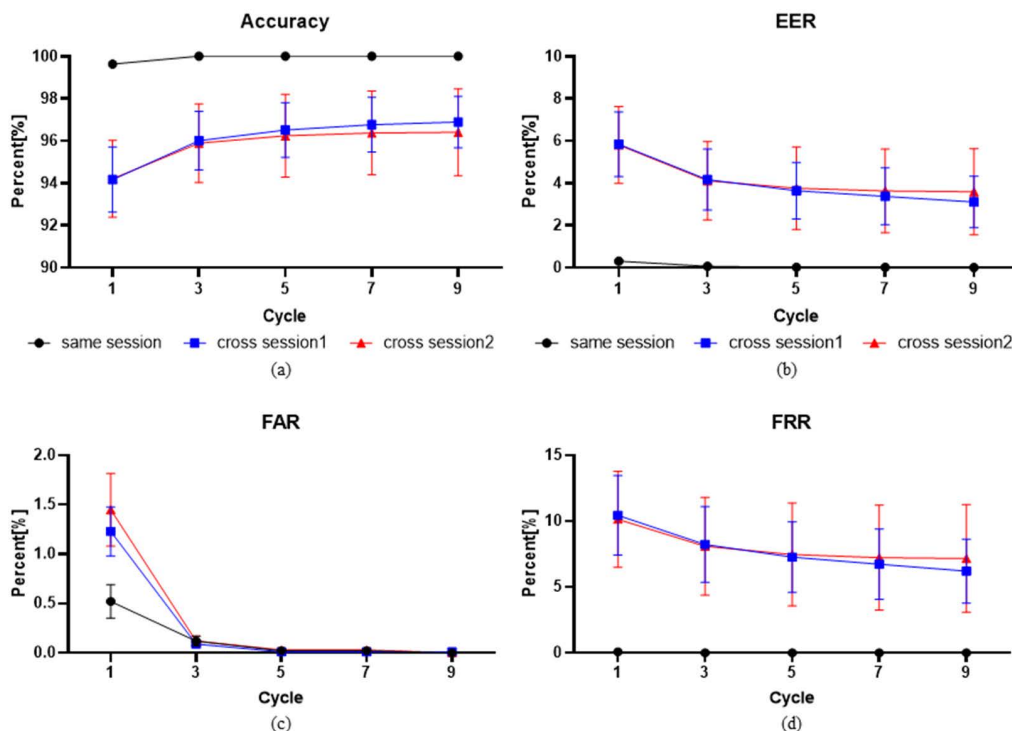 Accuracy
Percent[%]
100
98
96
94
92
90
1 3 5 7 9
Cycle
same session cross session1 cross session2
(a)
EER
Percent[%]
10
8
6
4
2
0
1 3 5 7 9
Cycle
same session cross session1 cross session2
(b)
FAR
Percent[%]
2.0
1.5
1.0
0.5
0.0
1 3 5 7 9
Cycle
(c)
FRR
Percent[%]
15
10
5
0
1 3 5 7 9
Cycle
(d)